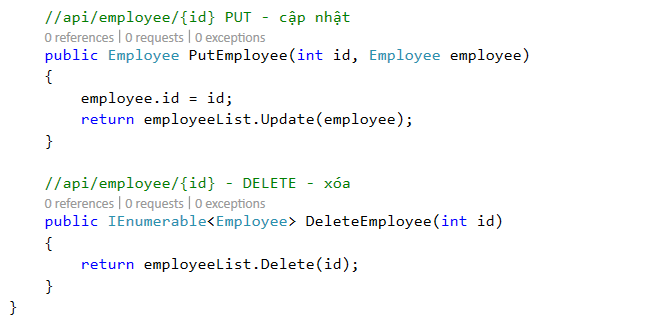 //api/employee/{id} PUT - cập nhật
0 references | 0 requests | 0 exceptions
public Employee PutEmployee(int id, Employee employee)
{
employee.id = id;
return employeeList.Update(employee);
}
//api/employee/{id} - DELETE - xóa
0 references | 0 requests | 0 exceptions
public IEnumerable<Employee> DeleteEmployee(int id)
{
return employeeList.Delete(id);
}
}